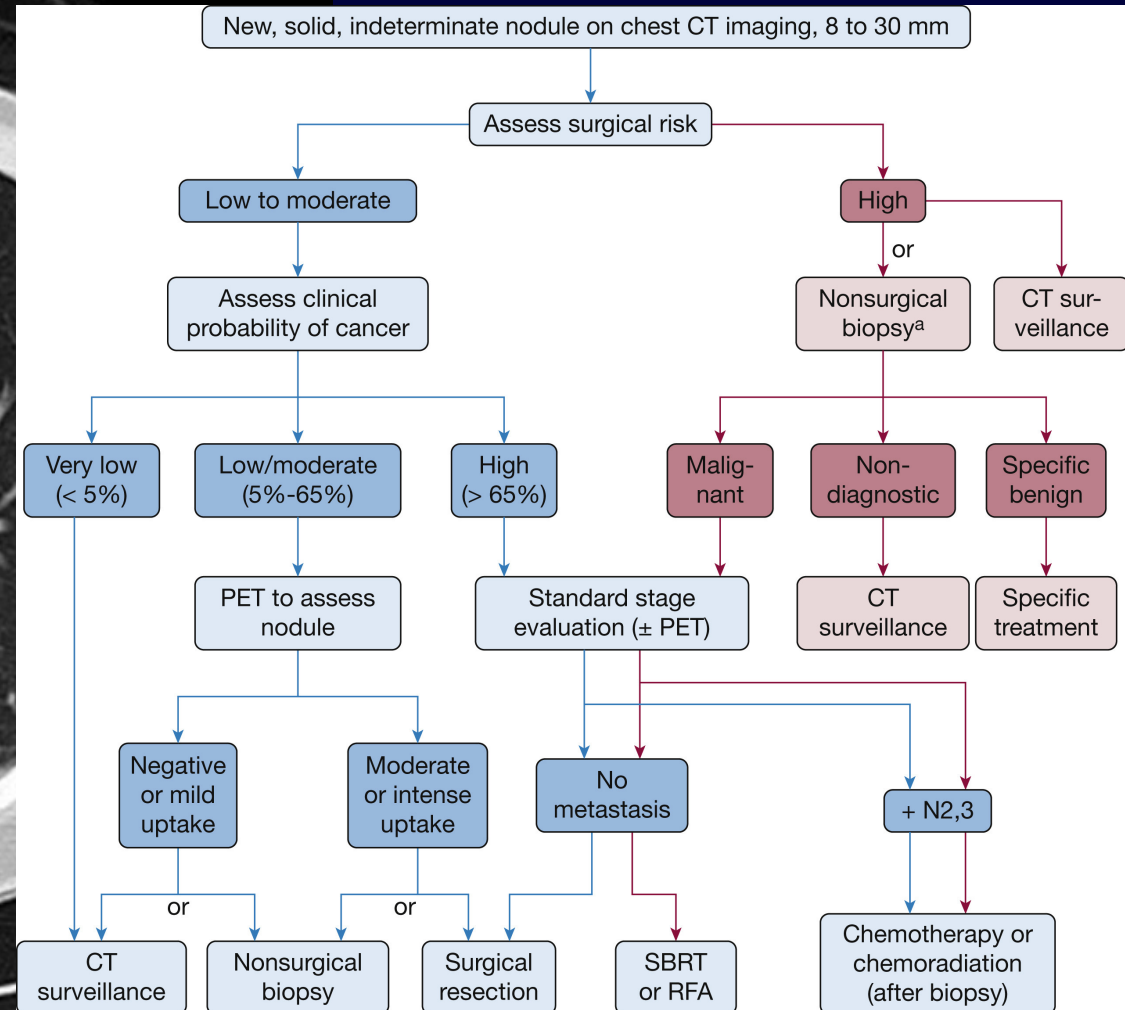 New, solid, indeterminate nodule on chest CT imaging, 8 to 30 mm
Assess surgical risk
Low to moderate
High
or
Assess clinical
probability of cancer
Nonsurgical
biopsyᵃ
CT sur-
veillance
Very low
(< 5%)
Low/moderate
(5%-65%)
High
(> 65%)
Malig-
nant
Non-
diagnostic
Specific
benign
PET to assess
nodule
Standard stage
evaluation (± PET)
CT
surveillance
Specific
treatment
Negative
or mild
uptake
Moderate
or intense
uptake
No
metastasis
+ N2,3
or
or
CT
surveillance
Nonsurgical
biopsy
Surgical
resection
SBRT
or RFA
Chemotherapy or
chemoradiation
(after biopsy)